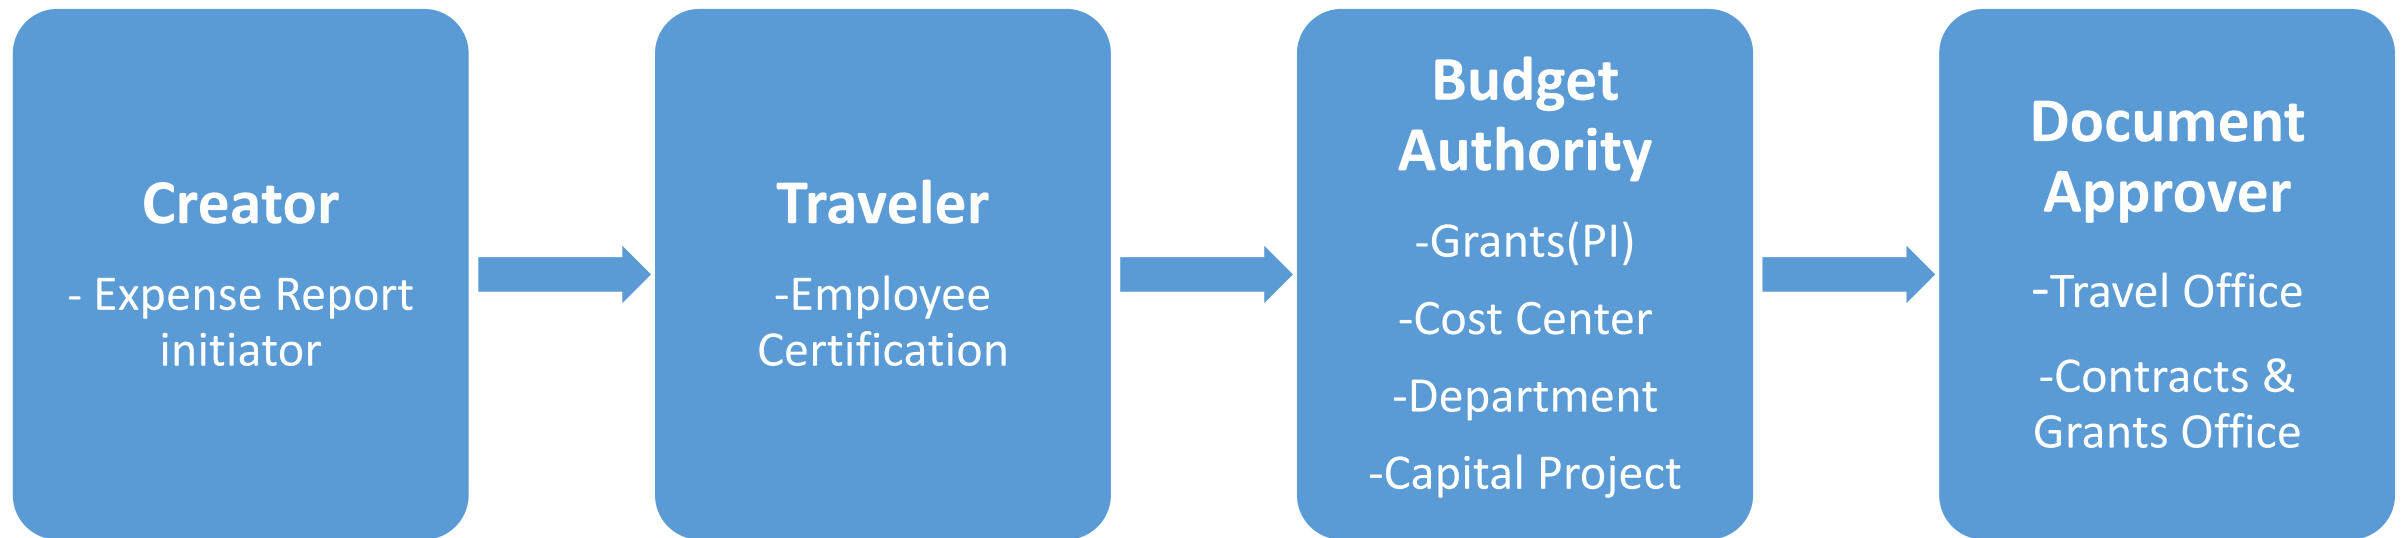 Creator
- Expense Report
initiator
Traveler
-Employee
Certification
Budget
Authority
-Grants(PI)
-Cost Center
-Department
-Capital Project
Document
Approver
-Travel Office
-Contracts &
Grants Office